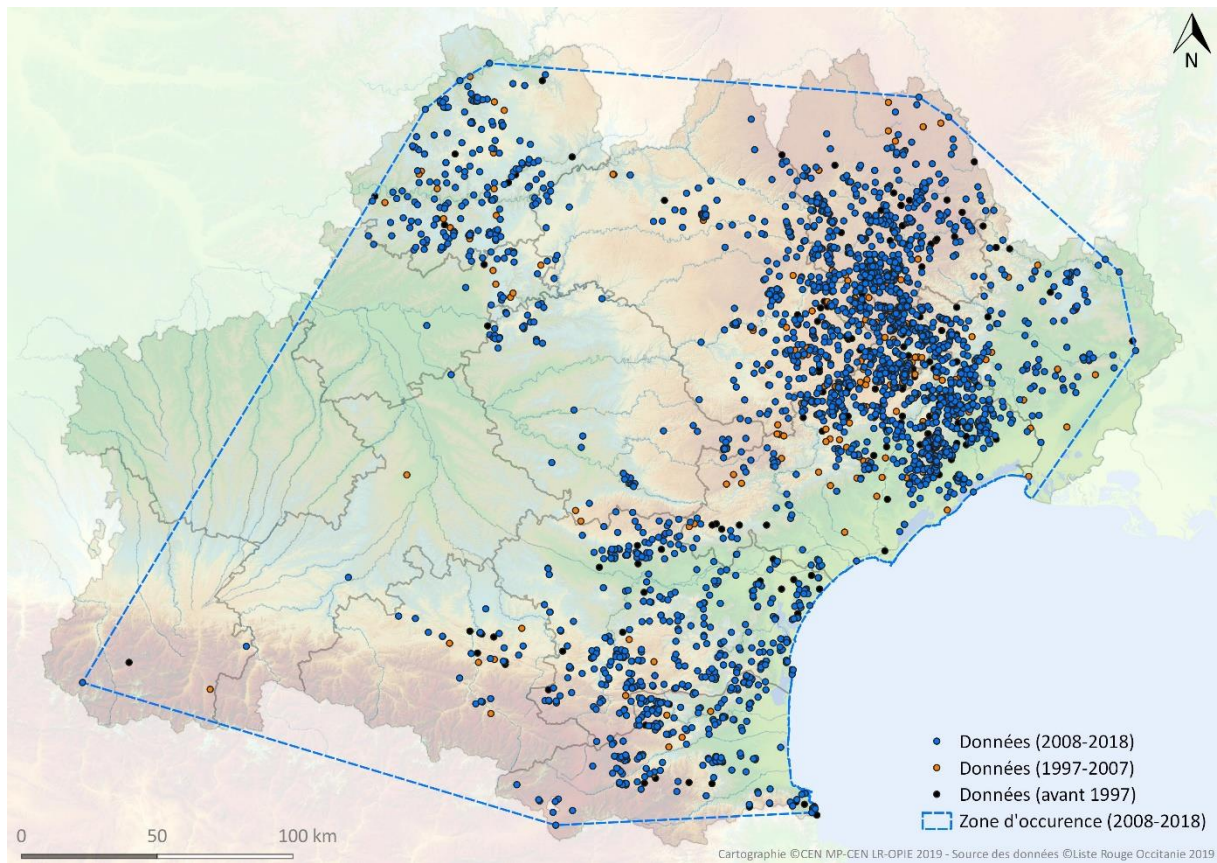 N
Données (2008-2018)
Données (1997-2007)
Données (avant 1997)
Zone d'occurence (2008-2018)
0 50 100 km
Cartographie ©CEN MP-CEN LR-OPIE 2019 - Source des données ©Liste Rouge Occitanie 2019